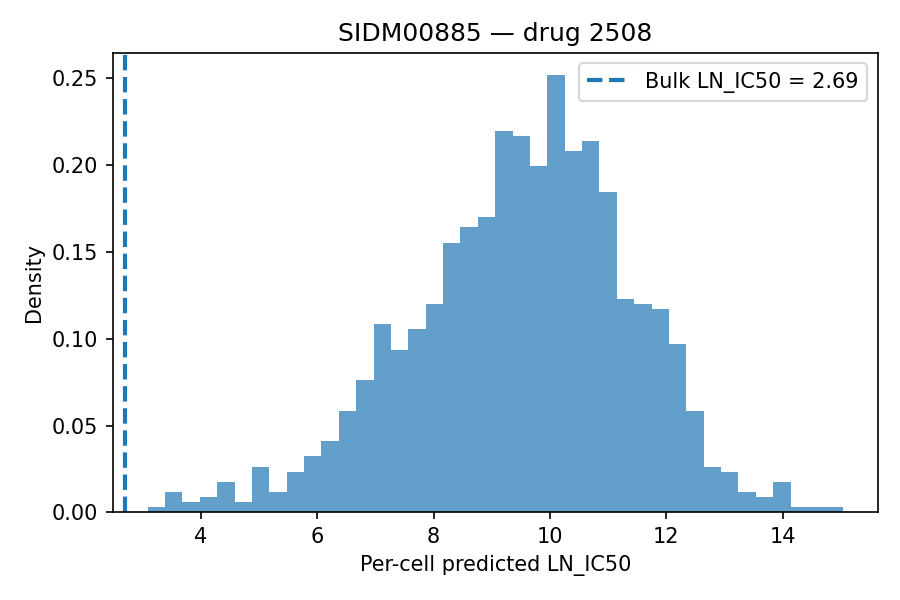 SIDM00885 — drug 2508
Bulk LN_IC50 = 2.69
Density
0.25
0.20
0.15
0.10
0.05
0.00
4 6 8 10 12 14
Per-cell predicted LN_IC50